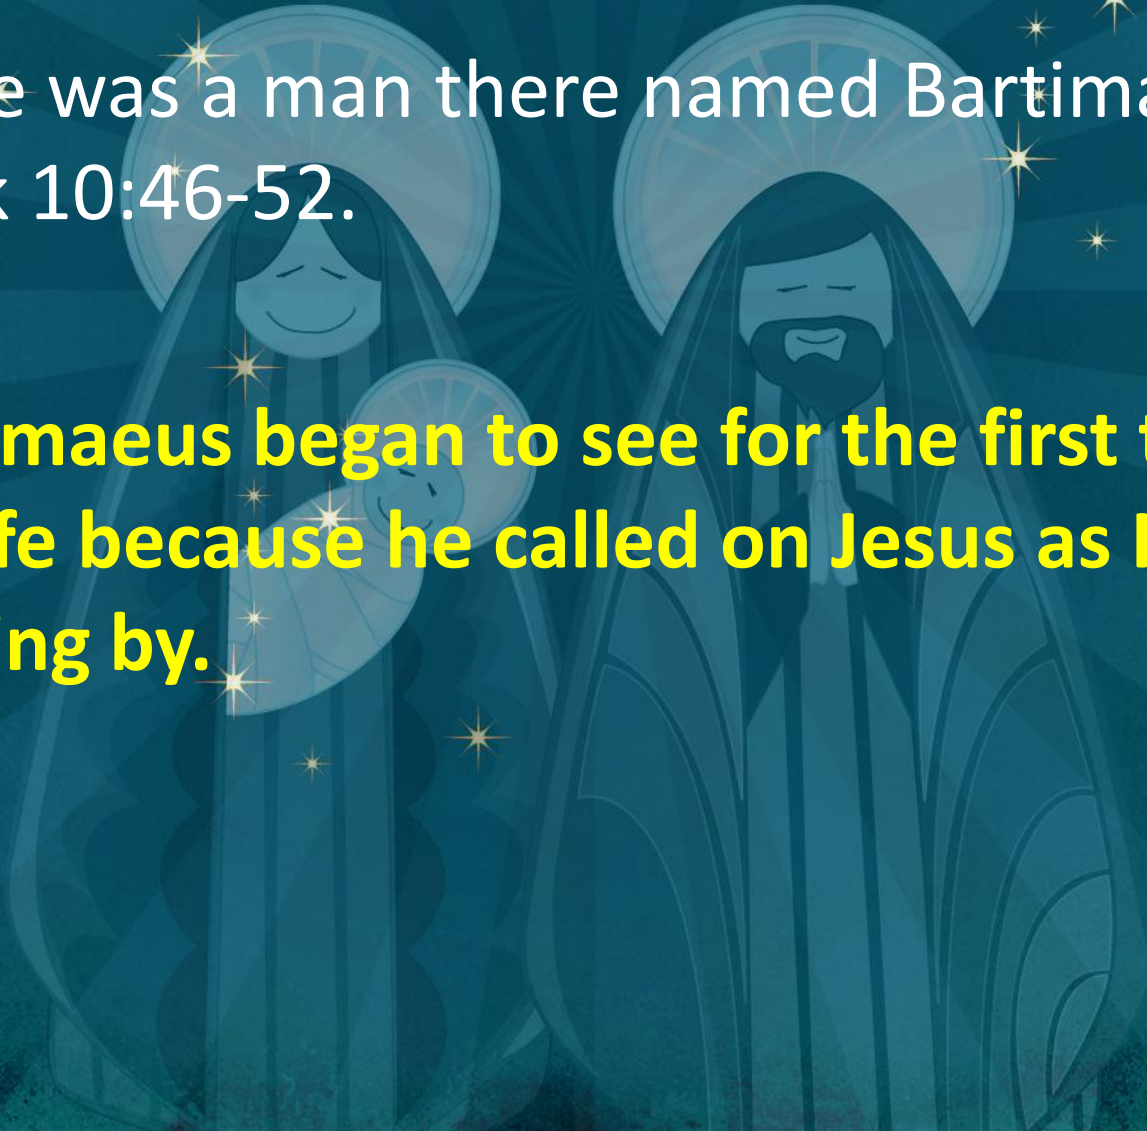 e was a man there named Bartima
k 10:46-52.
maeus began to see for the first t
fe because he called on Jesus as
ing by.